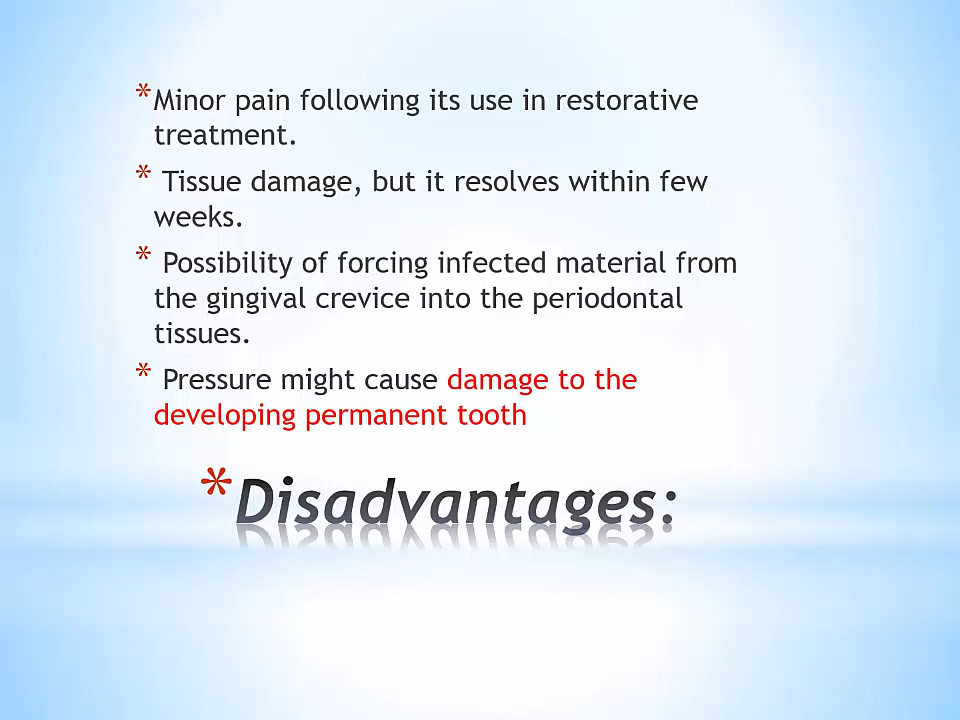 *Minor pain following its use in restorative
treatment.
* Tissue damage, but it resolves within few
weeks.
* Possibility of forcing infected material from
the gingival crevice into the periodontal
tissues.
* Pressure might cause damage to the
developing permanent tooth
*Disadvantages: